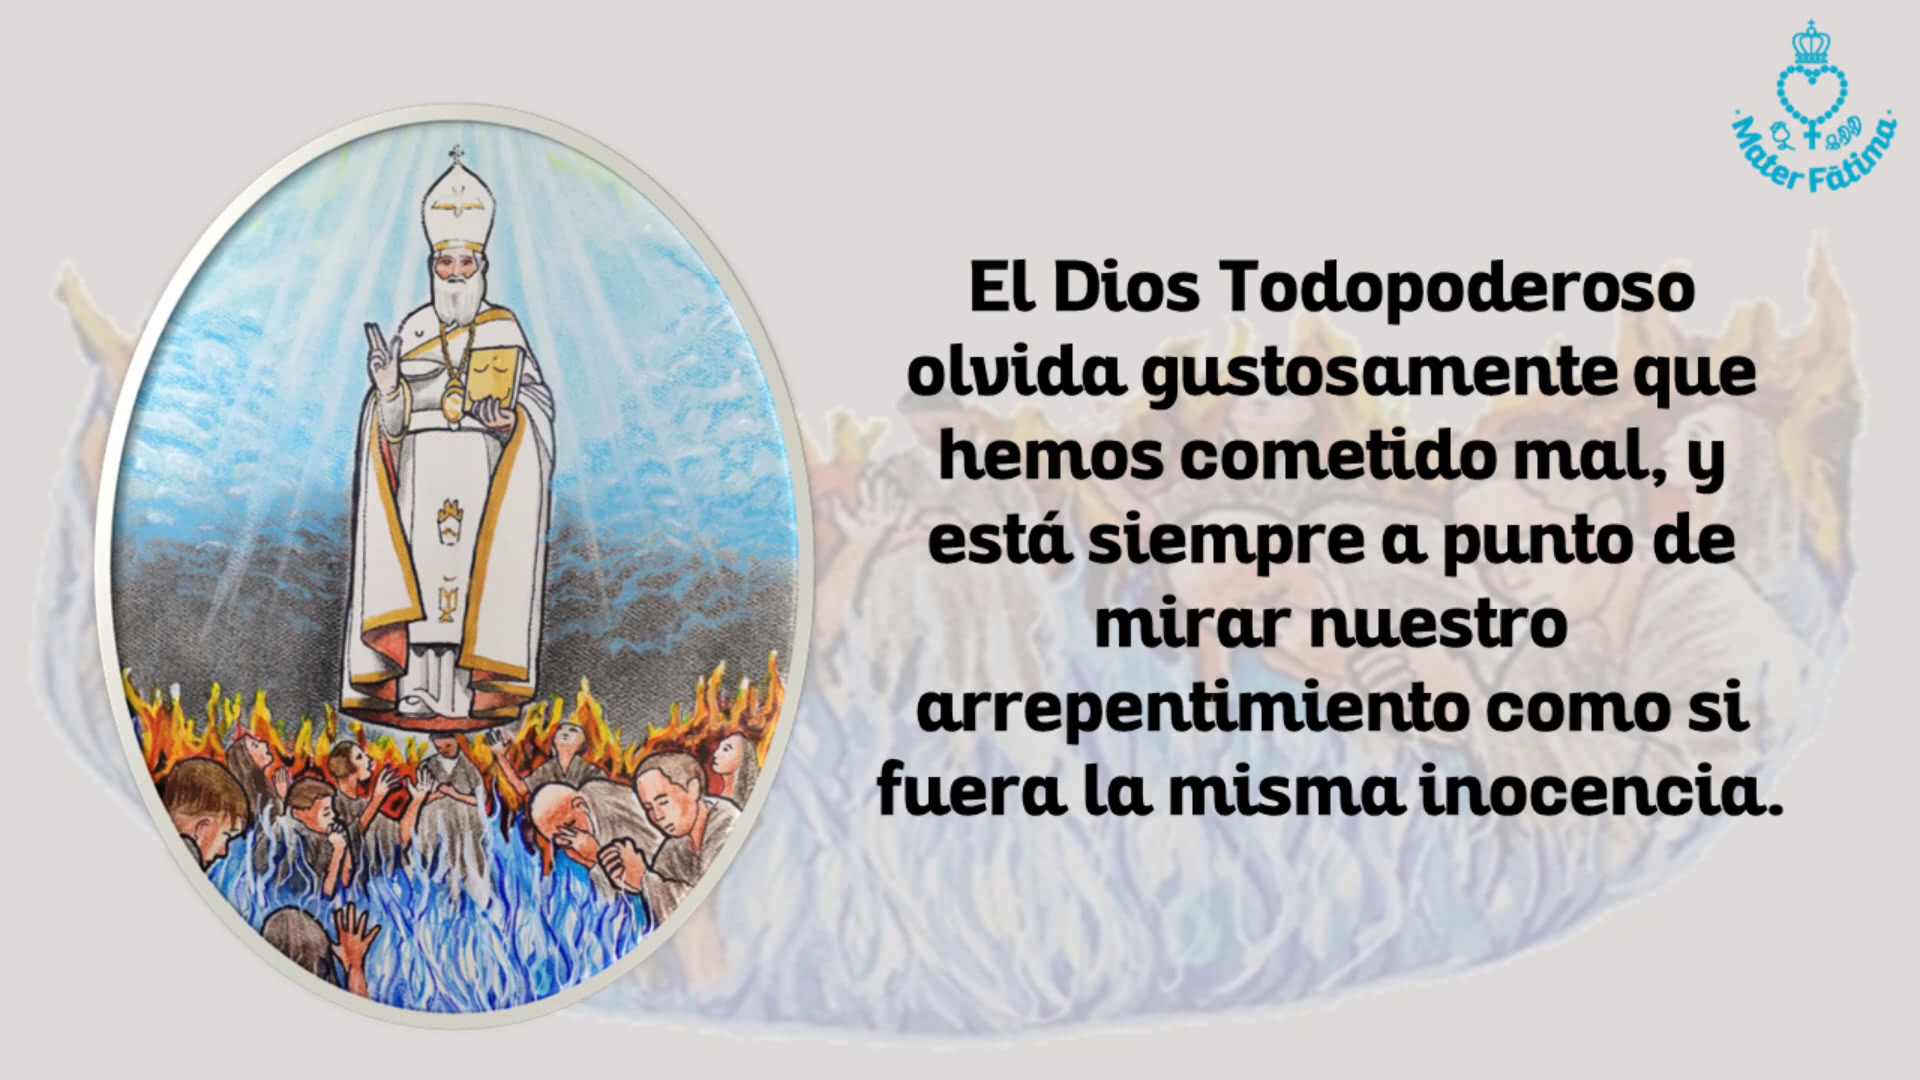 Mater Fátima
El Dios Todopoderoso
olvida gustosamente que
hemos cometido mal, y
está siempre a punto de
mirar nuestro
arrepentimiento como si
fuera la misma inocencia.